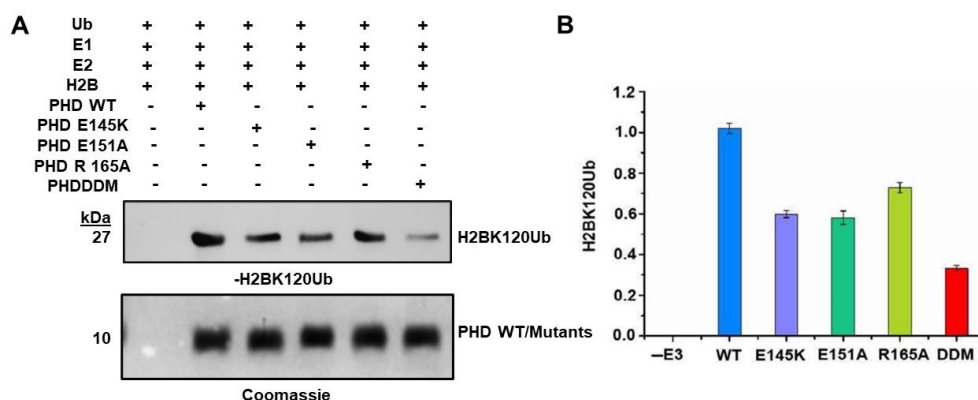 A
Ub + + + + + +
E1 + + + + + +
E2 + + + + + +
H2B + + + + + +
PHD WT - + - - - -
PHD E145K - - + - - -
PHD E151A - - - + - -
PHD R 165A - - - - + -
PHDDDM - - - - - +
kDa
27
H2BK120Ub
-H2BK120Ub
10
PHD WT/Mutants
Coomassie
B
H2BK120Ub
1.2
1.0
0.8
0.6
0.4
0.2
0.0
–E3 WT E145K E151A R165A DDM